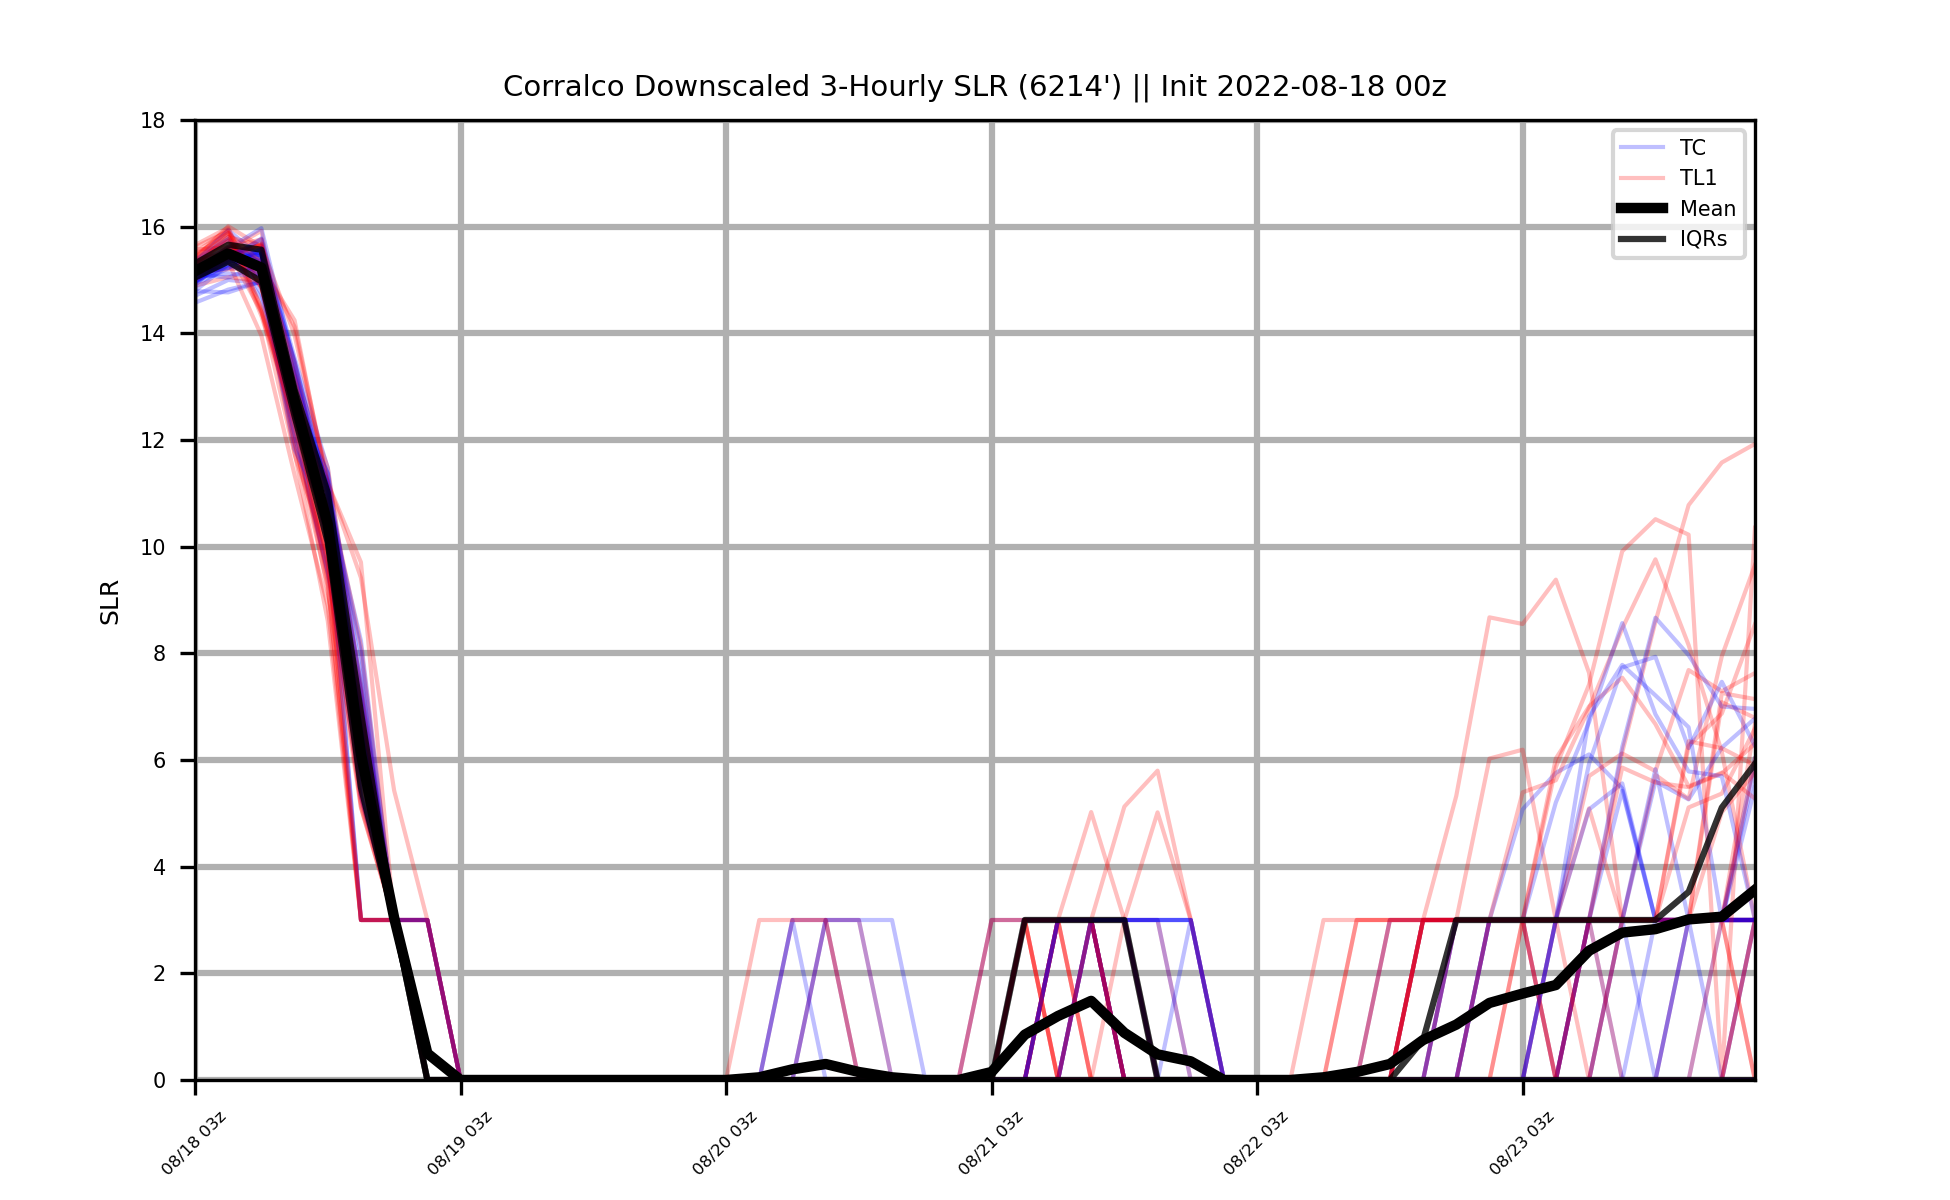 Corralco Downscaled 3-Hourly SLR (6214') || Init 2022-08-18 00z
TC
TL1
Mean
IQRs
SLR
18
16
14
12
10
8
6
4
2
0
08/18 03z
08/19 03z
08/20 03z
08/21 03z
08/22 03z
08/23 03z